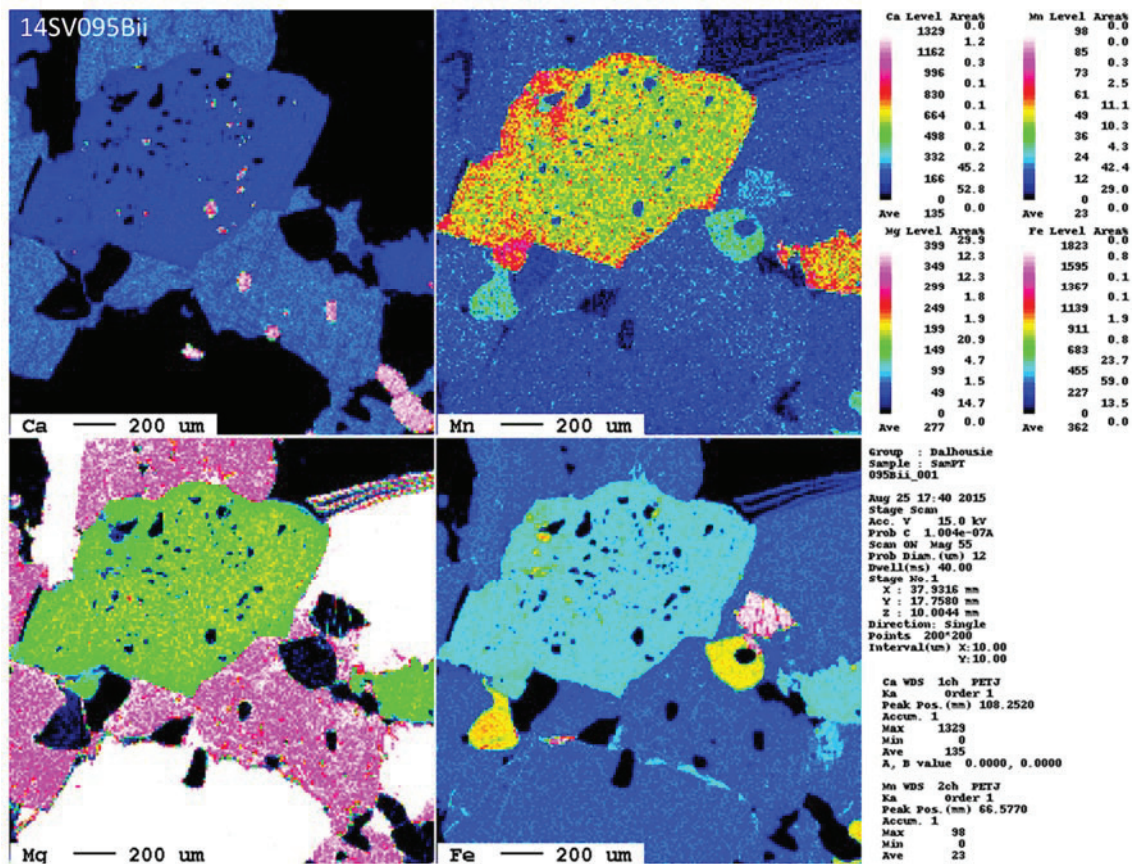 14SV095Bii
Ca
200 um
Mn
200 um
Mg
200 um
Fe
200 um
Ca Level Area%
0.0
1329
1.2
1162
0.3
996
0.1
830
0.1
664
0.1
498
0.2
332
45.2
166
52.8
0
0.0
Ave 135
Mn Level Area%
0.0
98
0.0
85
0.3
73
2.5
61
11.1
49
10.3
36
4.3
24
42.4
12
29.0
0
0.0
Ave 23
Mg Level Area%
29.9
399
12.3
349
12.3
299
1.8
249
1.9
199
20.9
149
4.7
99
1.5
49
14.7
0
0.0
Ave 277
Fe Level Area%
0.0
1823
0.8
1595
0.1
1367
0.1
1139
1.9
911
0.8
683
23.7
455
59.0
227
13.5
0
0.0
Ave 362
Group : Dalhousie
Sample : SamPT
095Bii_001
Aug 25 17:40 2015
Stage Scan
Acc. V 15.0 kV
Prob C 1.004e-07A
Scan ON Mag 55
Prob Diam.(um) 12
Dwell(ms) 40.00
Stage No.1
X : 37.9316 mm
Y : 17.7580 mm
Z : 10.0044 mm
Direction: Single
Points 200*200
Interval(um) X:10.00
Y:10.00
Ca WDS 1ch PETJ
Ka Order 1
Peak Pos.(mm) 108.2520
Accum. 1
Max 1329
Min 0
Ave 135
A, B value 0.0000, 0.0000
Mn WDS 2ch PETJ
Ka Order 1
Peak Pos.(mm) 66.5770
Accum. 1
Max 98
Min 0
Ave 23